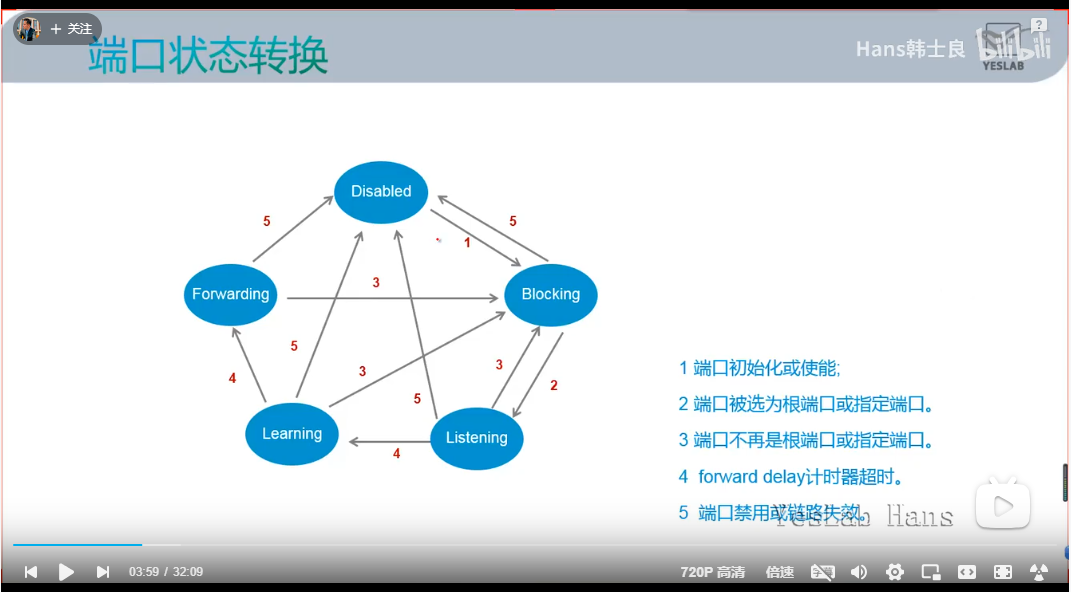 + 关注
端口状态转换
Hans韩士良
bilibili
YESLAB
?
Disabled
5
5
1
Forwarding
3
Blocking
5
3
3
4
5
2
Learning
Listening
4
1 端口初始化或使能;
2 端口被选为根端口或指定端口。
3 端口不再是根端口或指定端口。
4 forward delay计时器超时。
5 端口禁用或链路失效。
YesLab Hans
03:59 / 32:09
720P 高清
倍速